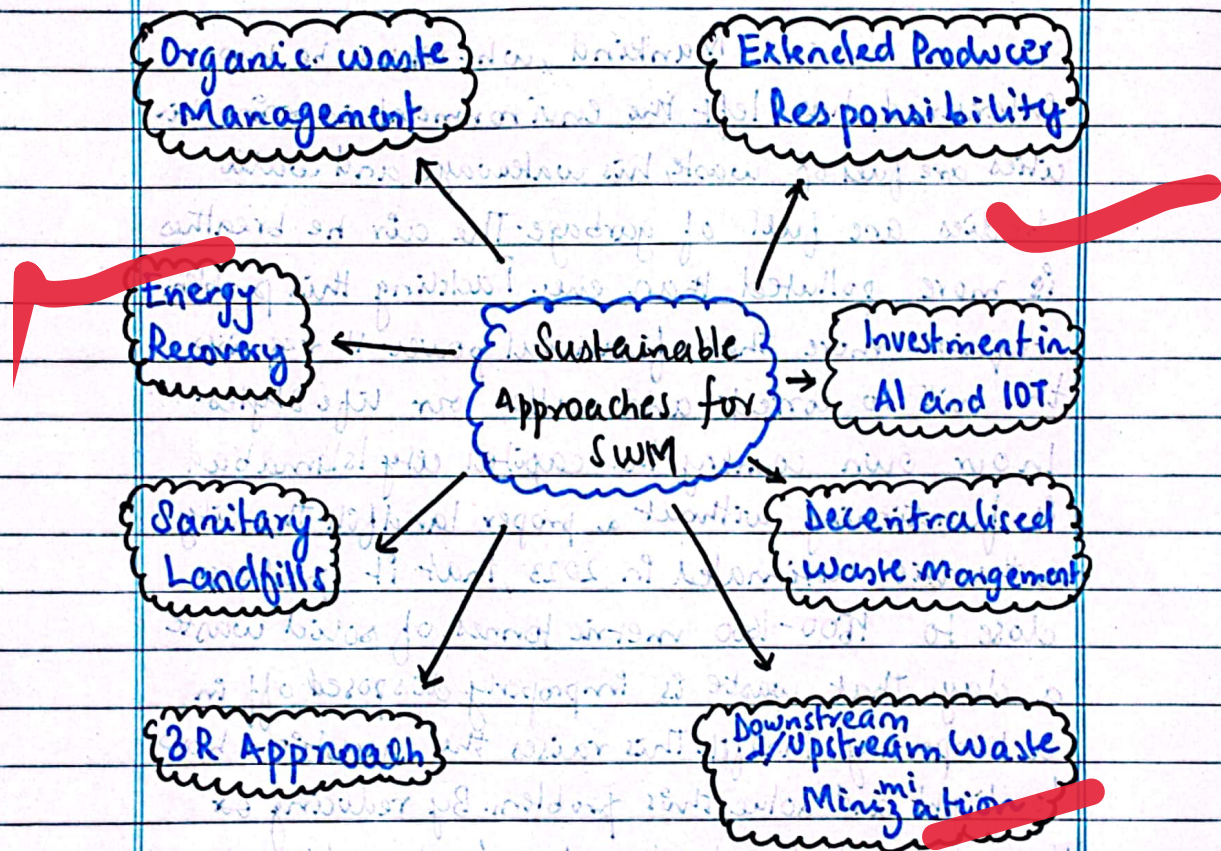 Organic waste
Management
Extended Producer
Responsibility
Energy
Recovery
Sustainable
Approaches for
SWM
Investment in
AI and IOT
Sanitary
Landfills
Decentralised
Waste Mangement
3R Approach
Downstream
/Upstream Waste
Minimization